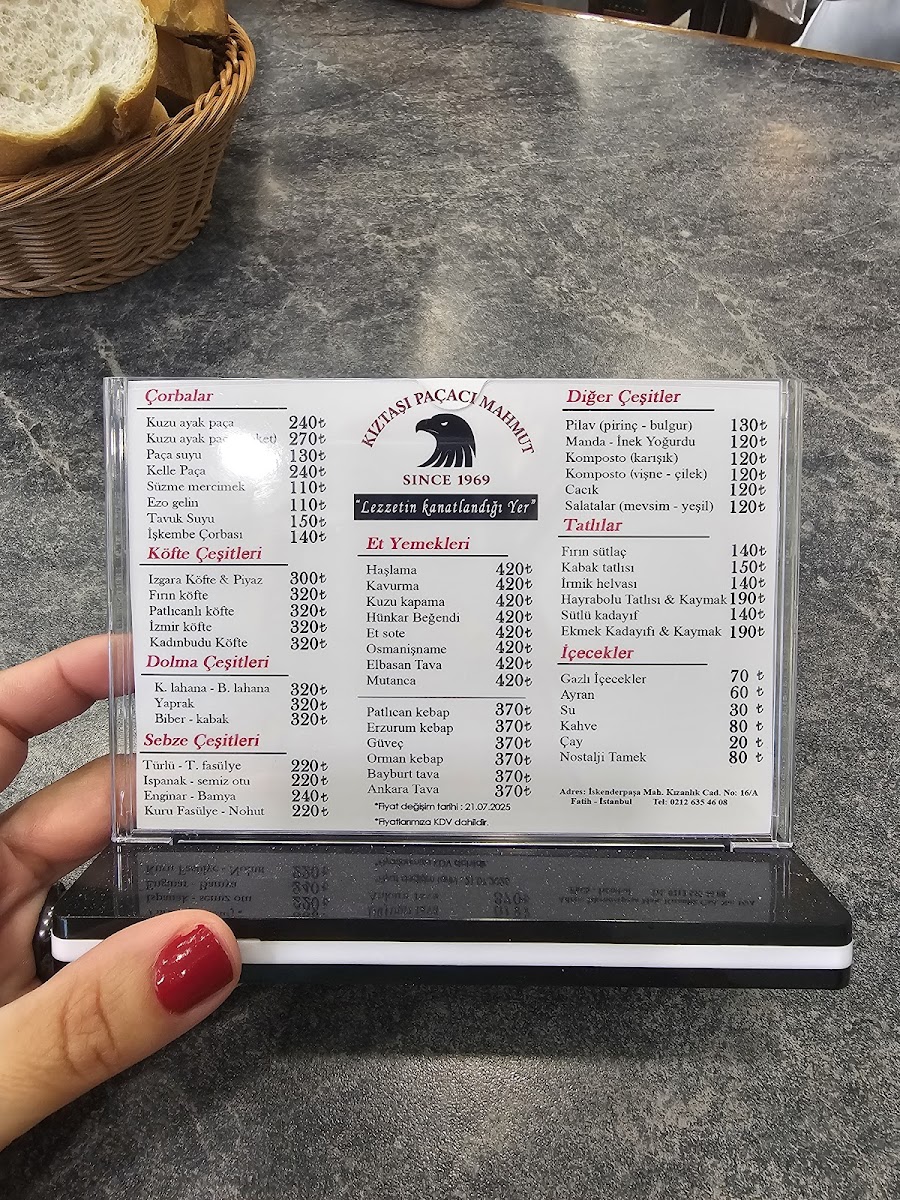 Çorbalar
Kuzu ayak paça 240₺
Kuzu ayak 270₺
Paça suyu 130₺
Kelle Paça 240₺
Süzme mercimek 110₺
Ezo gelin 110₺
Tavuk Suyu 150₺
İşkembe Çorbası 140₺
Köfte Çeşitleri
Izgara Köfte & Piyaz 300₺
Fırın köfte 320₺
Patlıcanlı köfte 320₺
İzmir köfte 320₺
Kadınbudu Köfte 320₺
Dolma Çeşitleri
K. lahana - B. lahana 320₺
Yaprak 320₺
Biber - kabak 320₺
Sebze Çeşitleri
Türlü - T. fasülye 220₺
Ispanak - semiz otu 220₺
Enginar - Bamya 240₺
Kuru Fasülye - Nohut 220₺
KIZTAŞI PAÇACI MAHMUT
SINCE 1969
"Lezzetin kanatlandığı Yer"
Et Yemekleri
Haşlama 420₺
Kavurma 420₺
Kuzu kapama 420₺
Hünkar Beğendi 420₺
Et sote 420₺
Osmanişname 420₺
Elbasan Tava 420₺
Mutanca 420₺
Patlıcan kebap 370₺
Erzurum kebap 370₺
Güveç 370₺
Orman kebap 370₺
Bayburt tava 370₺
Ankara Tava 370₺
*Fiyat değişim tarihi : 21.07.2025
*Fiyatlarımıza KDV dahildir.
Diğer Çeşitler
Pilav (pirinç - bulgur) 130₺
Manda - İnek Yoğurdu 120₺
Komposto (karışık) 120₺
Komposto (vişne - çilek) 120₺
Cacık 120₺
Salatalar (mevsim - yeşil) 120₺
Tatlılar
Fırın sütlaç 140₺
Kabak tatlısı 150₺
İrmik helvası 140₺
Hayrabolu Tatlısı & Kaymak 190₺
Sütlü kadayıf 140₺
Ekmek Kadayıfı & Kaymak 190₺
İçecekler
Gazlı İçecekler 70 ₺
Ayran 60 ₺
Su 30 ₺
Kahve 80 ₺
Çay 20 ₺
Nostalji Tamek 80 ₺
Adres: İskenderpaşa Mah. Kızanlık Cad. No: 16/A
Fatih - İstanbul Tel: 0212 635 46 08